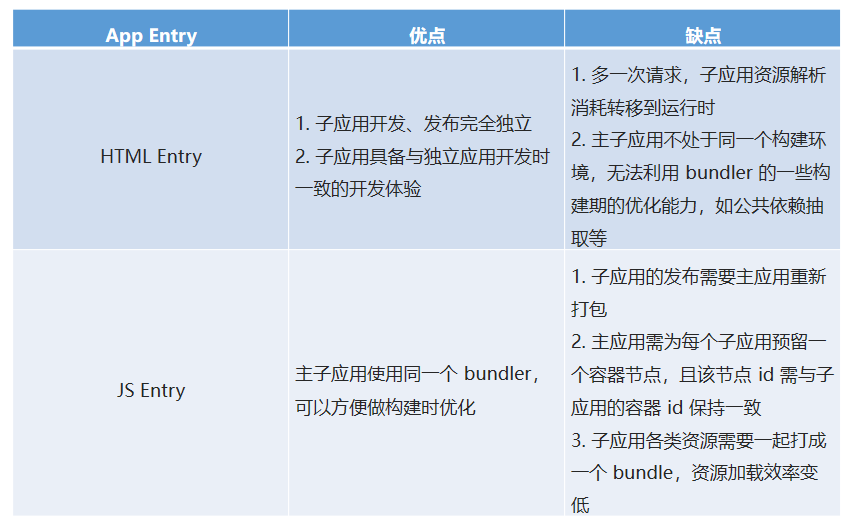 App Entry 优点 缺点
HTML Entry
1. 子应用开发、发布完全独立
2. 子应用具备与独立应用开发时
一致的开发体验
1. 多一次请求，子应用资源解析
消耗转移到运行时
2. 主子应用不处于同一个构建环
境，无法利用 bundler 的一些构
建期的优化能力，如公共依赖抽
取等
JS Entry
主子应用使用同一个 bundler，
可以方便做构建时优化
1. 子应用的发布需要主应用重新
打包
2. 主应用需为每个子应用预留一
个容器节点，且该节点 id 需与子
应用的容器 id 保持一致
3. 子应用各类资源需要一起打成
一个 bundle，资源加载效率变
低